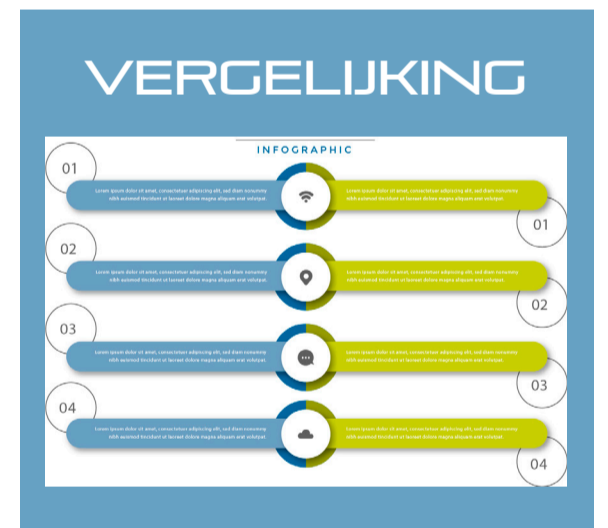 VERGELIJKING
INFOGRAPHIC
01
Lorem ipsum dolor sit amet, consectetuer adipiscing elit, sed diam nonummy
nibh euismod tincidunt ut laoreet dolore magna aliquam erat volutpat.
Lorem ipsum dolor sit amet, consectetuer adipiscing elit, sed diam nonummy
nibh euismod tincidunt ut laoreet dolore magna aliquam erat volutpat.
01
02
Lorem ipsum dolor sit amet, consectetuer adipiscing elit, sed diam nonummy
nibh euismod tincidunt ut laoreet dolore magna aliquam erat volutpat.
Lorem ipsum dolor sit amet, consectetuer adipiscing elit, sed diam nonummy
nibh euismod tincidunt ut laoreet dolore magna aliquam erat volutpat.
02
03
Lorem ipsum dolor sit amet, consectetuer adipiscing elit, sed diam nonummy
nibh euismod tincidunt ut laoreet dolore magna aliquam erat volutpat.
Lorem ipsum dolor sit amet, consectetuer adipiscing elit, sed diam nonummy
nibh euismod tincidunt ut laoreet dolore magna aliquam erat volutpat.
03
04
Lorem ipsum dolor sit amet, consectetuer adipiscing elit, sed diam nonummy
nibh euismod tincidunt ut laoreet dolore magna aliquam erat volutpat.
Lorem ipsum dolor sit amet, consectetuer adipiscing elit, sed diam nonummy
nibh euismod tincidunt ut laoreet dolore magna aliquam erat volutpat.
04